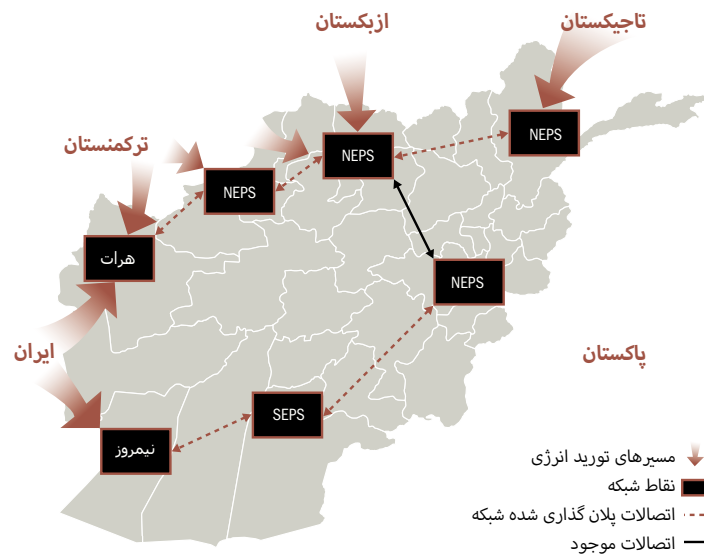 تاجیکستان
ازبکستان
ترکمنستان
NEPS
NEPS
NEPS
هرات
NEPS
ایران
پاکستان
SEPS
نیمروز
مسیرهای تورید انرژی
نقاط شبکه
اتصالات پلان گذاری شده شبکه
اتصالات موجود